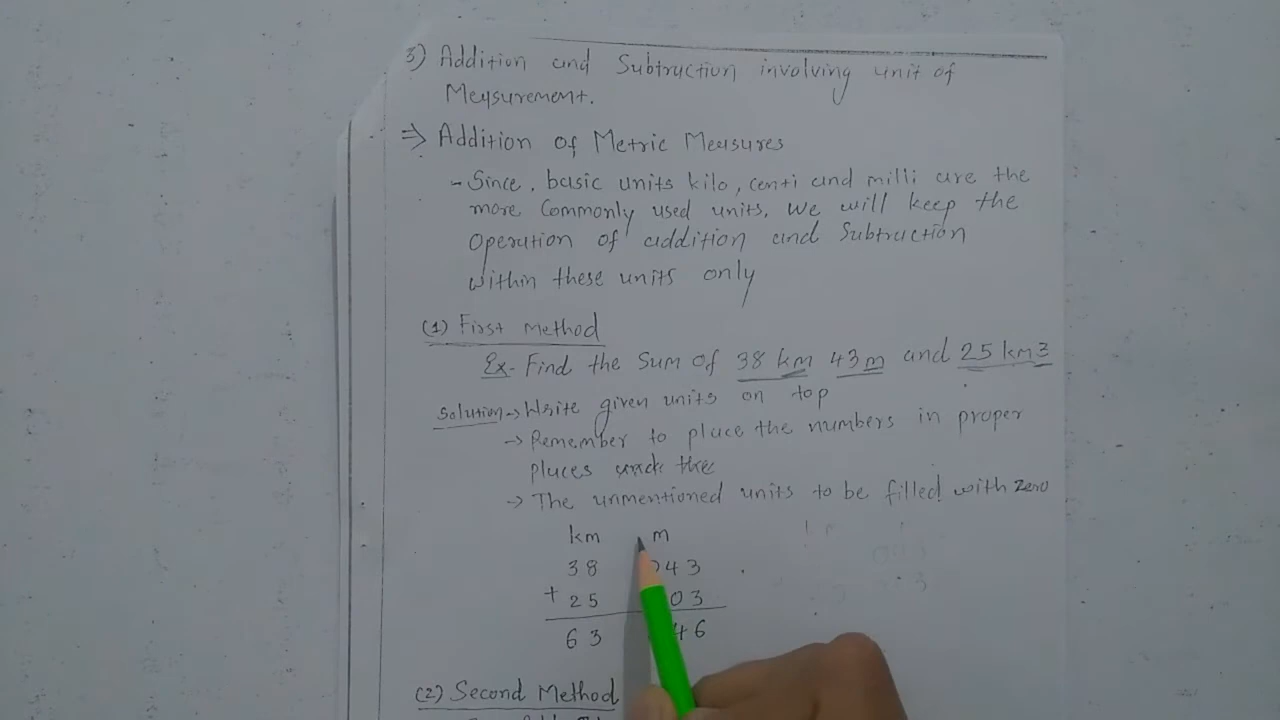 3) Addition and Subtruction involving unit of
Measurement.
⇒ Addition of Metric Measures
- Since, basic units kilo, centi and milli are the
more Commonly used units. We will keep the
Operation of addition and Subtruction
within these units only
(1) First Method
Ex- Find the Sum of 38 km 43 m and 25 km 3
Solution → Write given units on top
→ Remember to place the numbers in proper
places the
→ The unmentioned units to be filled with zero
km m
38 043
+ 25 03
63 46
(2) Second Method